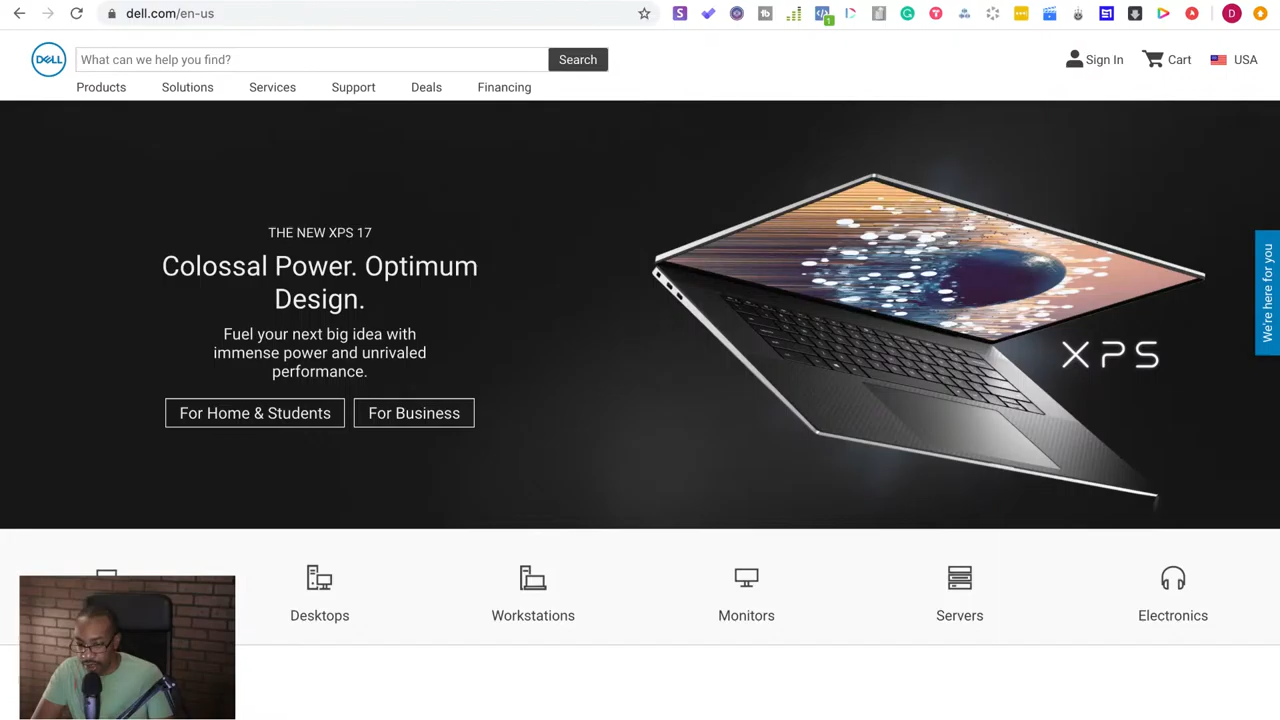 dell.com/en-us
S
tb
1
T
D
DELL
What can we help you find?
Search
Sign In
Cart
USA
Products
Solutions
Services
Support
Deals
Financing
THE NEW XPS 17
Colossal Power. Optimum
Design.
Fuel your next big idea with
immense power and unrivaled
performance.
For Home & Students
For Business
XPS
We're here for you
Desktops
Workstations
Monitors
Servers
Electronics